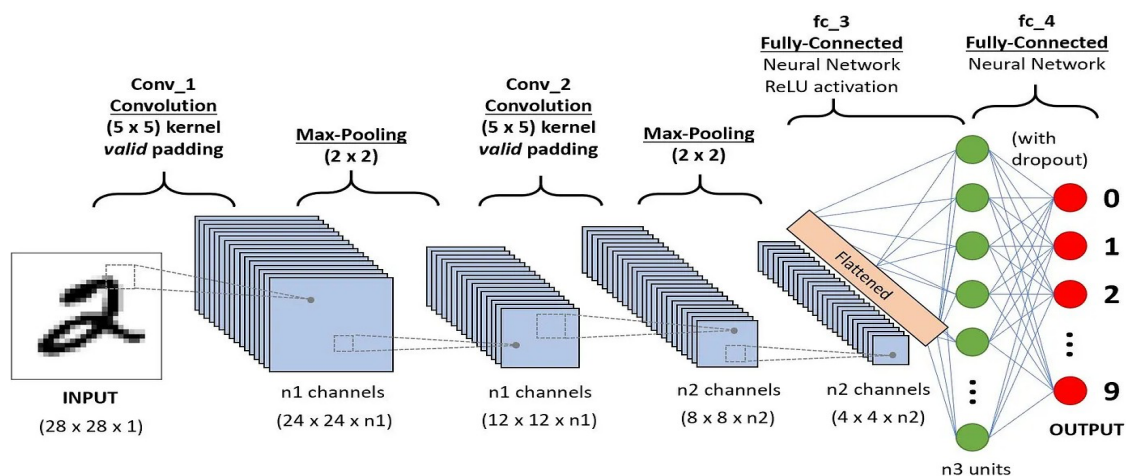 Conv_1
Convolution
(5 x 5) kernel
valid padding
Max-Pooling
(2 x 2)
Conv_2
Convolution
(5 x 5) kernel
valid padding
Max-Pooling
(2 x 2)
fc_3
Fully-Connected
Neural Network
ReLU activation
fc_4
Fully-Connected
Neural Network
(with
dropout)
2
INPUT
(28 x 28 x 1)
n1 channels
(24 x 24 x n1)
n1 channels
(12 x 12 x n1)
n2 channels
(8 x 8 x n2)
n2 channels
(4 x 4 x n2)
Flattened
n3 units
0
1
2
9
OUTPUT